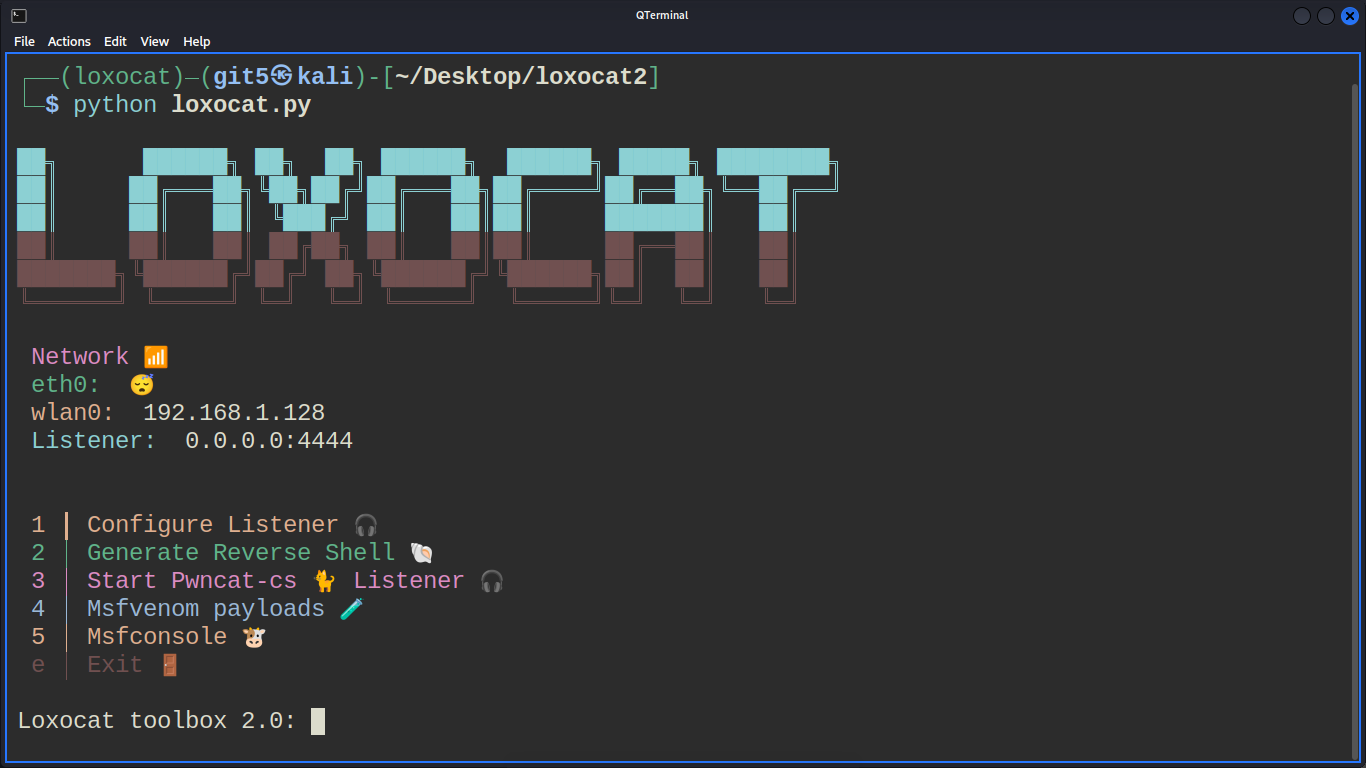 QTerminal
File Actions Edit View Help
(loxocat)-(git5㉿kali)-[~/Desktop/loxocat2]
$ python loxocat.py
LOXOCAT
Network 📶
eth0: 😴
wlan0: 192.168.1.128
Listener: 0.0.0.0:4444
1 | Configure Listener 🎧
2 | Generate Reverse Shell 🐚
3 | Start Pwncat-cs 🐈 Listener 🎧
4 | Msfvenom payloads 🧪
5 | Msfconsole 🐮
e | Exit 🚪
Loxocat toolbox 2.0: